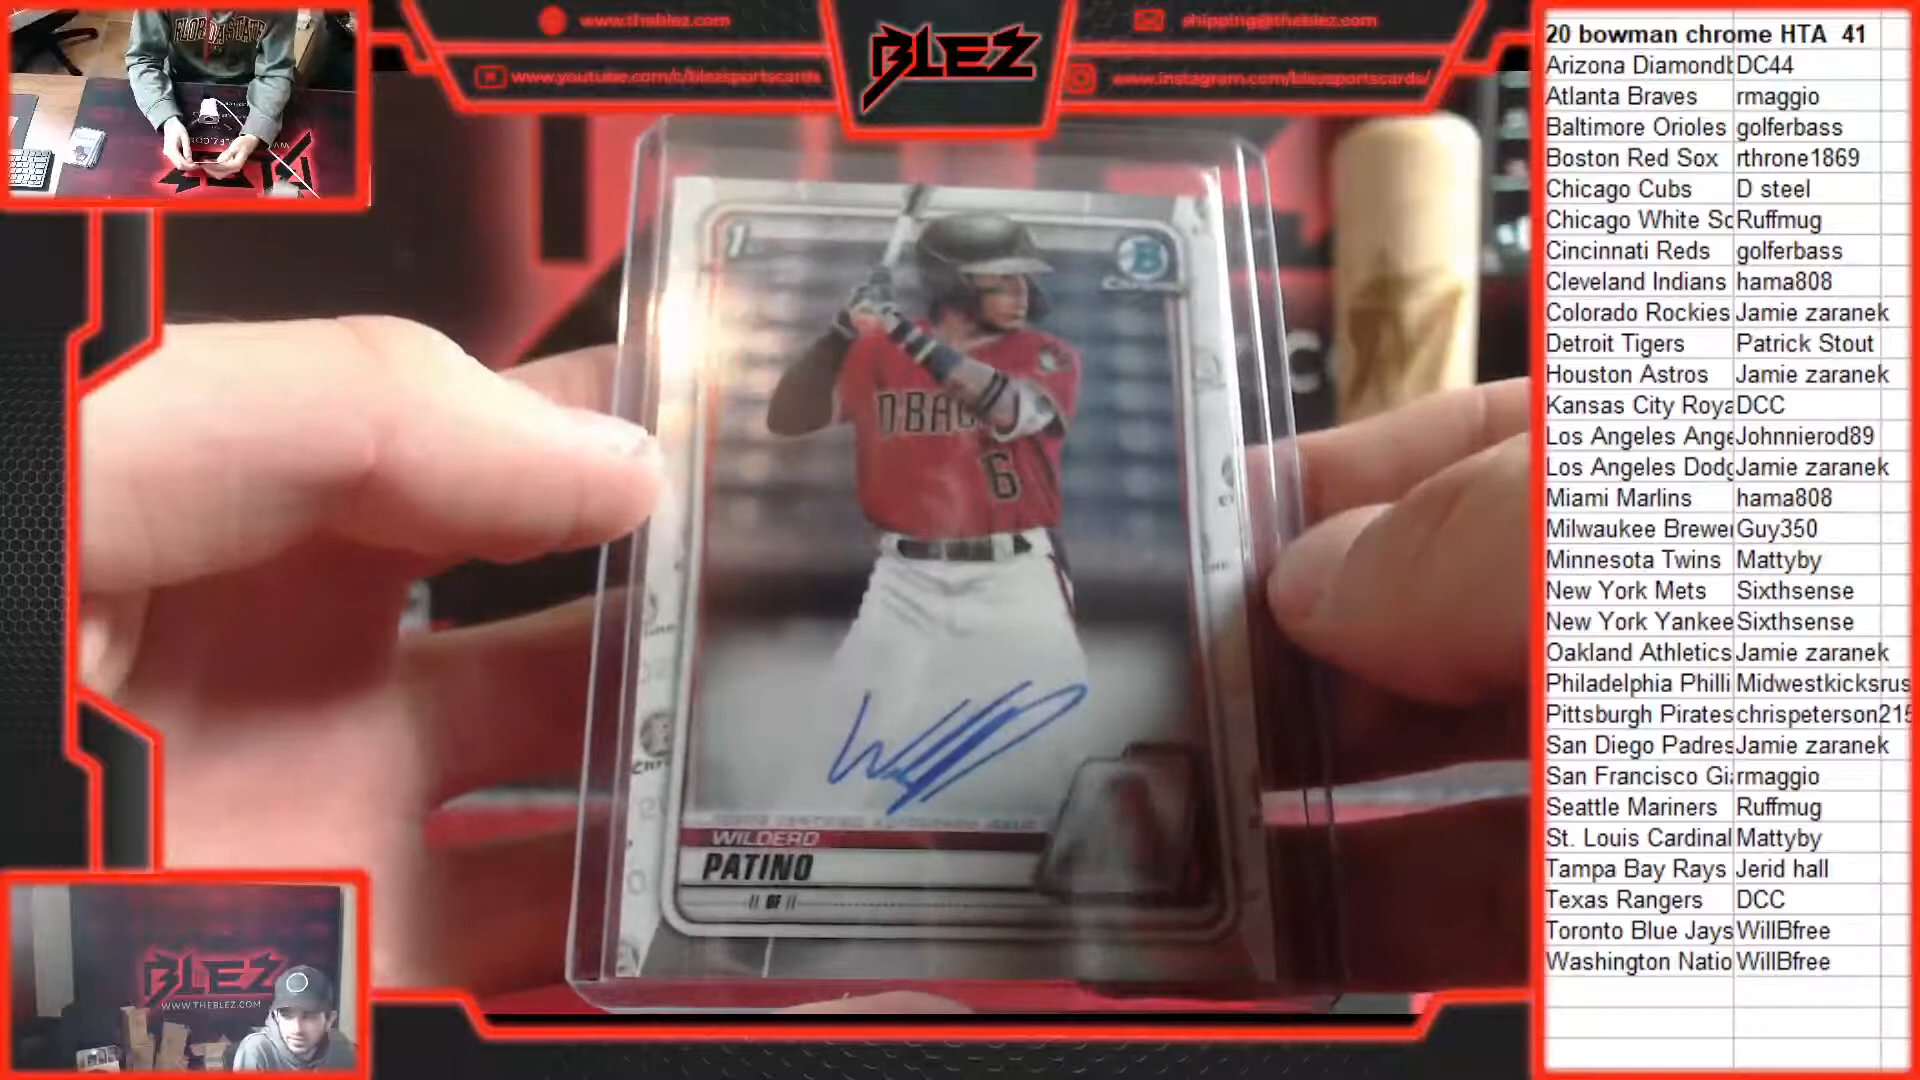 FLORIDA STATE
www.theblez.com
shipping@theblez.com
www.youtube.com/c/blezsportscards
www.instagram.com/blezsportscards/
BLEZ
1st
B
Chrome
DBAC
6
WILDERD
PATINO
OF
BLEZ
WWW.THEBLEZ.COM
20 bowman chrome HTA 41
Arizona Diamondb DC44
Atlanta Braves rmaggio
Baltimore Orioles golferbass
Boston Red Sox rthrone1869
Chicago Cubs D steel
Chicago White So Ruffmug
Cincinnati Reds golferbass
Cleveland Indians hama808
Colorado Rockies Jamie zaranek
Detroit Tigers Patrick Stout
Houston Astros Jamie zaranek
Kansas City Roya DCC
Los Angeles Ange Johnnierod89
Los Angeles Dodg Jamie zaranek
Miami Marlins hama808
Milwaukee Brewer Guy350
Minnesota Twins Mattyby
New York Mets Sixthsense
New York Yankee Sixthsense
Oakland Athletics Jamie zaranek
Philadelphia Philli Midwestkicksrus
Pittsburgh Pirates chrispeterson215
San Diego Padres Jamie zaranek
San Francisco Gi rmaggio
Seattle Mariners Ruffmug
St. Louis Cardinal Mattyby
Tampa Bay Rays Jerid hall
Texas Rangers DCC
Toronto Blue Jays WillBfree
Washington Natio WillBfree